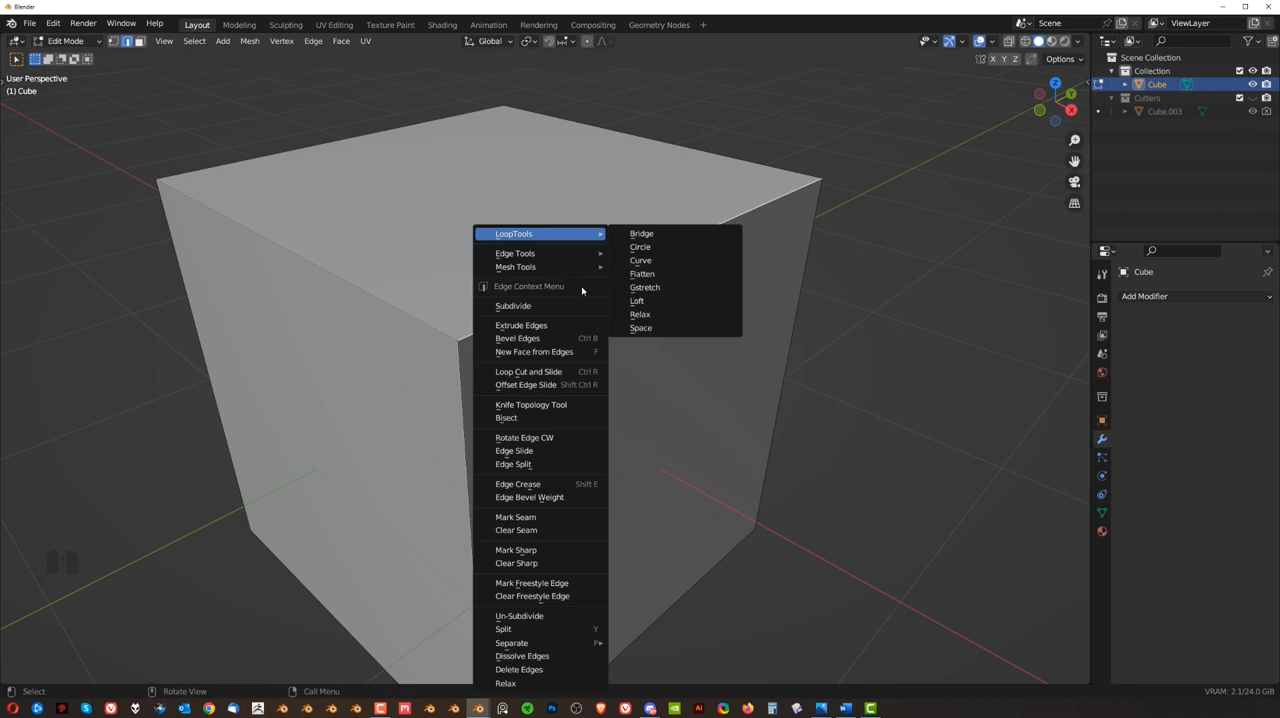 Blender
File Edit Render Window Help Layout Modeling Sculpting UV Editing Texture Paint Shading Animation Rendering Compositing Geometry Nodes + Scene ViewLayer
Edit Mode View Select Add Mesh Vertex Edge Face UV Global
X Y Z Options
User Perspective
(1) Cube
Z
Y
X
Scene Collection
Collection
Cube
Cutters
Cube.003
Cube
Add Modifier
LoopTools
Edge Tools
Mesh Tools
Edge Context Menu
Subdivide
Extrude Edges
Bevel Edges Ctrl B
New Face from Edges F
Loop Cut and Slide Ctrl R
Offset Edge Slide Shift Ctrl R
Knife Topology Tool
Bisect
Rotate Edge CW
Edge Slide
Edge Split
Edge Crease Shift E
Edge Bevel Weight
Mark Seam
Clear Seam
Mark Sharp
Clear Sharp
Mark Freestyle Edge
Clear Freestyle Edge
Un-Subdivide
Split Y
Separate P
Dissolve Edges
Delete Edges
Relax
Bridge
Circle
Curve
Flatten
Gstretch
Loft
Relax
Space
Select Rotate View Call Menu VRAM: 2.1/24.0 GiB